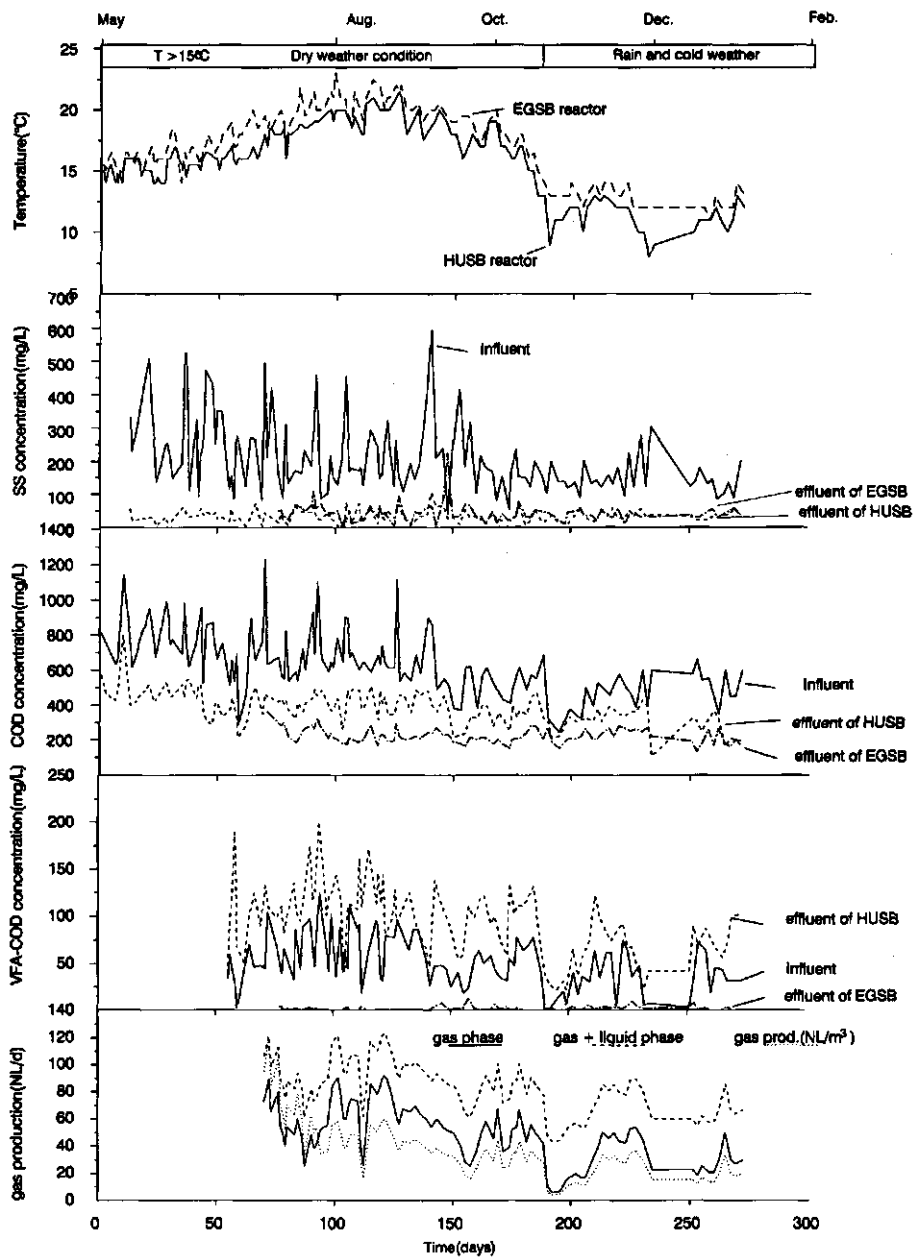 May Aug. Oct. Dec. Feb.
T >15ºC Dry weather condition Rain and cold weather
Temperature(ºC)
25
20
15
10
5
EGSB reactor
HUSB reactor
SS concentration(mg/L)
700
600
500
400
300
200
100
influent
effluent of EGSB
effluent of HUSB
COD concentration(mg/L)
1400
1200
1000
800
600
400
200
influent
effluent of HUSB
effluent of EGSB
VFA-COD concentration(mg/L)
250
200
150
100
50
effluent of HUSB
influent
effluent of EGSB
gas production(NL/d)
140
120
100
80
60
40
20
0
gas phase gas + liquid phase gas prod.(NL/m³)
0 50 100 150 200 250 300
Time(days)